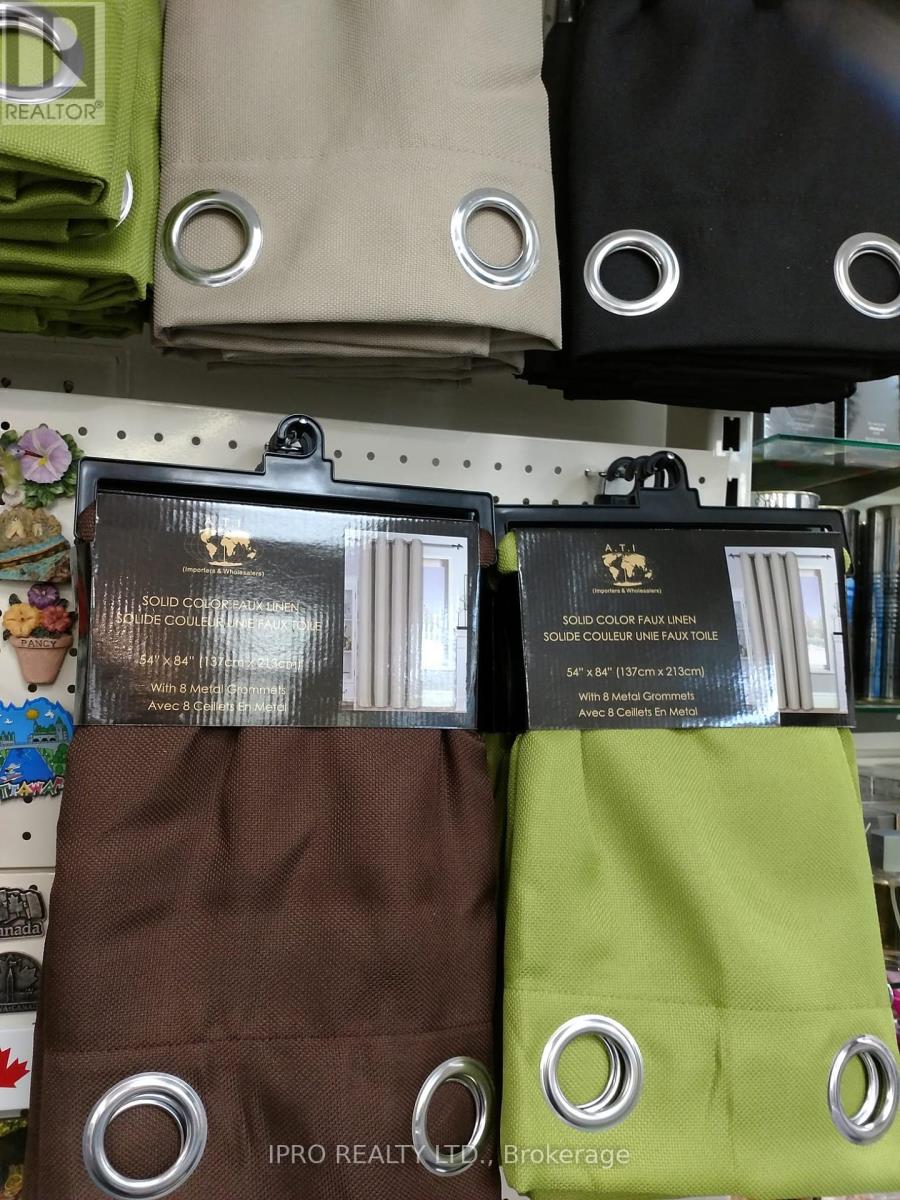 REALTOR®
A.T.I
(Importers & Wholesalers)
SOLID COLOR FAUX LINEN
SOLIDE COULEUR UNIE FAUX TOILE
54" X 84" (137cm x 213cm)
With 8 Metal Grommets
Avec 8 Ceillets En Metal
A.T.I
(Importers & Wholesalers)
SOLID COLOR FAUX LINEN
SOLIDE COULEUR UNIE FAUX TOILE
54" X 84" (137cm x 213cm)
With 8 Metal Grommets
Avec 8 Ceillets En Metal
PANCY
TTAWA
anada
IPRO REALTY LTD., Brokerage